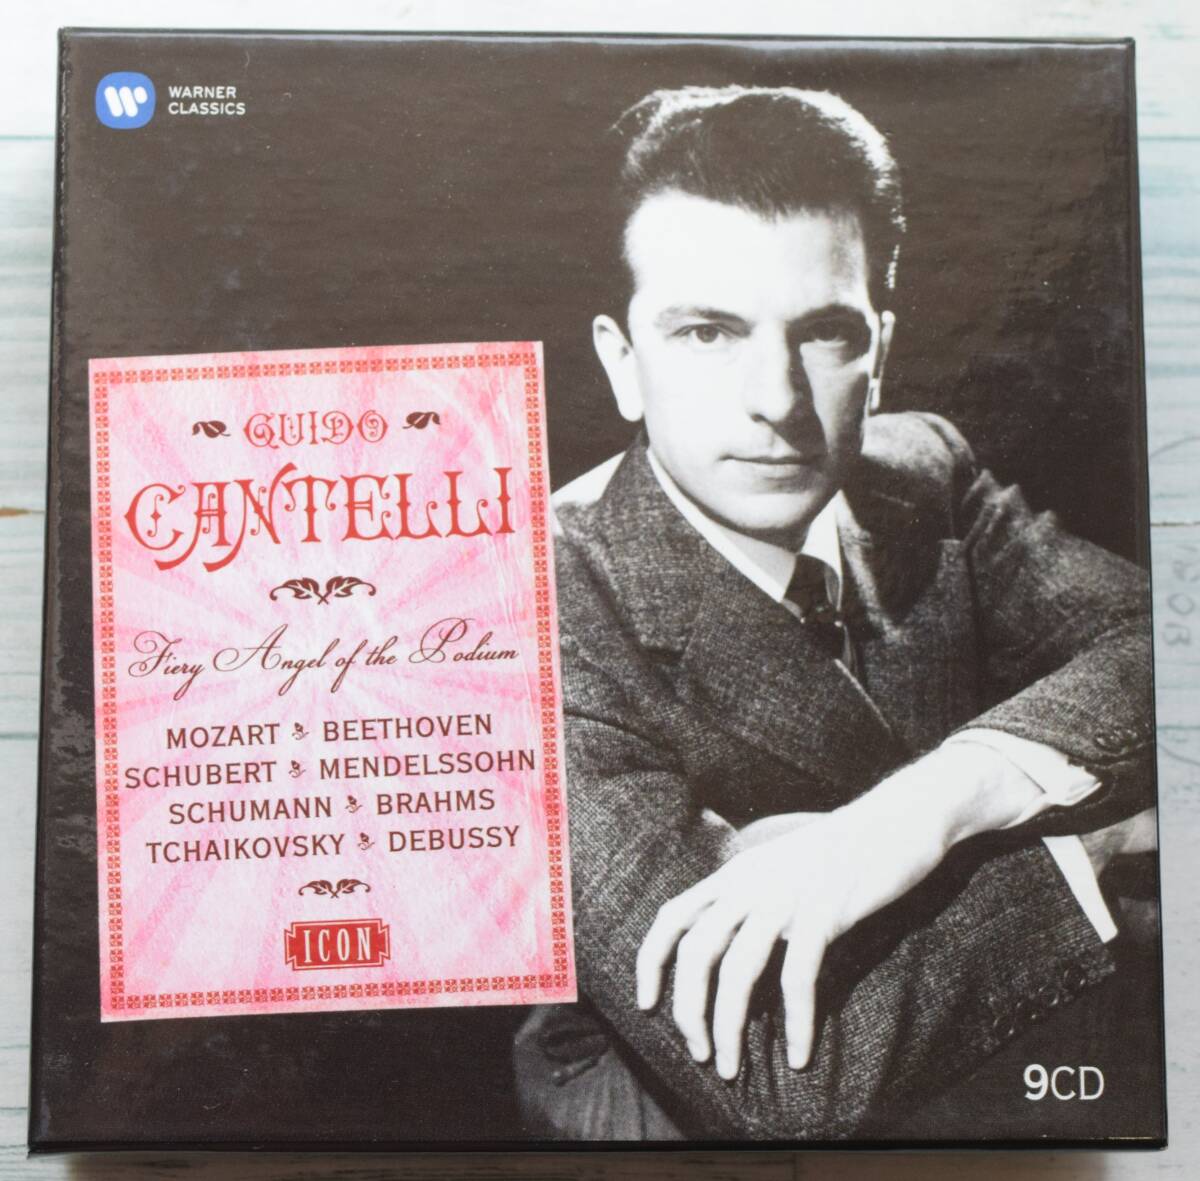 WARNER
CLASSICS
GUIDO
CANTELLI
Fiery Angel of the Podium
MOZART BEETHOVEN
SCHUBERT MENDELSSOHN
SCHUMANN BRAHMS
TCHAIKOVSKY DEBUSSY
ICON
9CD